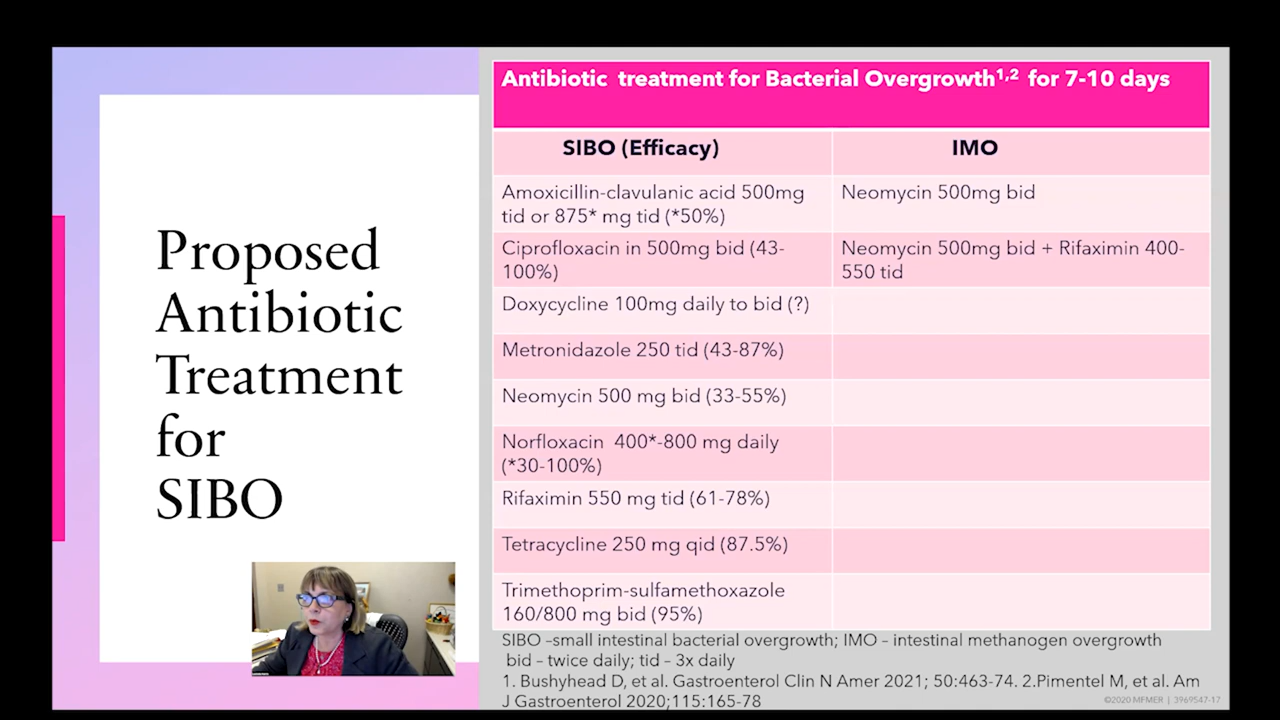 Proposed
Antibiotic
Treatment
for
SIBO
Antibiotic treatment for Bacterial Overgrowth1,2 for 7-10 days
SIBO (Efficacy)
IMO
Amoxicillin-clavulanic acid 500mg
tid or 875* mg tid (*50%)
Neomycin 500mg bid
Ciprofloxacin in 500mg bid (43-
100%)
Neomycin 500mg bid + Rifaximin 400-
550 tid
Doxycycline 100mg daily to bid (?)
Metronidazole 250 tid (43-87%)
Neomycin 500 mg bid (33-55%)
Norfloxacin 400*-800 mg daily
(*30-100%)
Rifaximin 550 mg tid (61-78%)
Tetracycline 250 mg qid (87.5%)
Trimethoprim-sulfamethoxazole
160/800 mg bid (95%)
SIBO –small intestinal bacterial overgrowth; IMO – intestinal methanogen overgrowth
bid – twice daily; tid – 3x daily
1. Bushyhead D, et al. Gastroenterol Clin N Amer 2021; 50:463-74. 2.Pimentel M, et al. Am
J Gastroenterol 2020;115:165-78
©2020 MFMER | 3969547-17